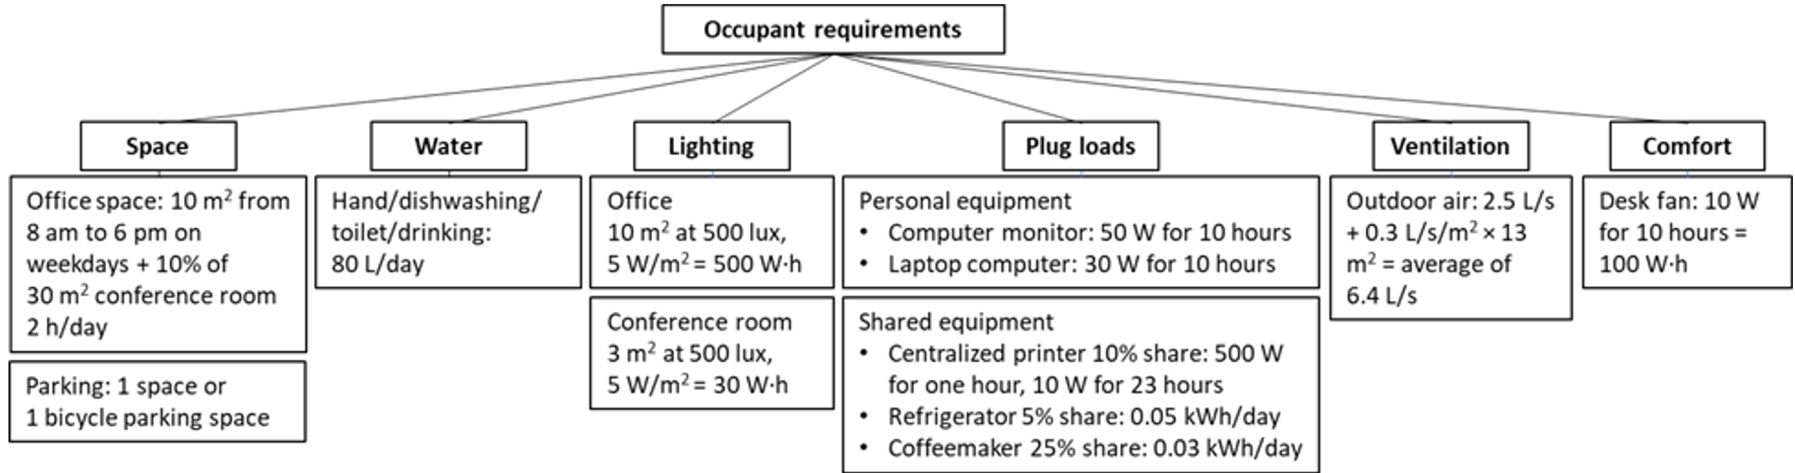 Occupant requirements
Space
Office space: 10 m² from
8 am to 6 pm on
weekdays + 10% of
30 m² conference room
2 h/day
Parking: 1 space or
1 bicycle parking space
Water
Hand/dishwashing/
toilet/drinking:
80 L/day
Lighting
Office
10 m² at 500 lux,
5 W/m² = 500 W·h
Conference room
3 m² at 500 lux,
5 W/m² = 30 W·h
Plug loads
Personal equipment
• Computer monitor: 50 W for 10 hours
• Laptop computer: 30 W for 10 hours
Shared equipment
• Centralized printer 10% share: 500 W
for one hour, 10 W for 23 hours
• Refrigerator 5% share: 0.05 kWh/day
• Coffeemaker 25% share: 0.03 kWh/day
Ventilation
Outdoor air: 2.5 L/s
+ 0.3 L/s/m² × 13
m² = average of
6.4 L/s
Comfort
Desk fan: 10 W
for 10 hours =
100 W·h